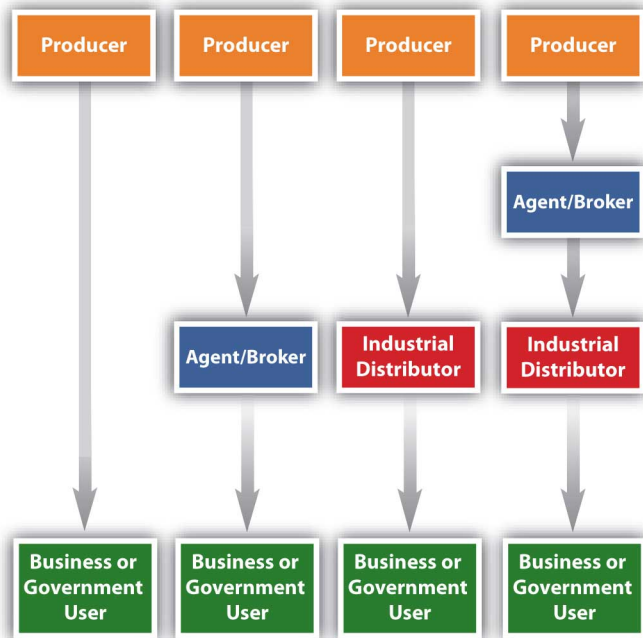 Producer
Producer
Producer
Producer
Agent/Broker
Agent/Broker
Industrial
Distributor
Industrial
Distributor
Business or
Government
User
Business or
Government
User
Business or
Government
User
Business or
Government
User